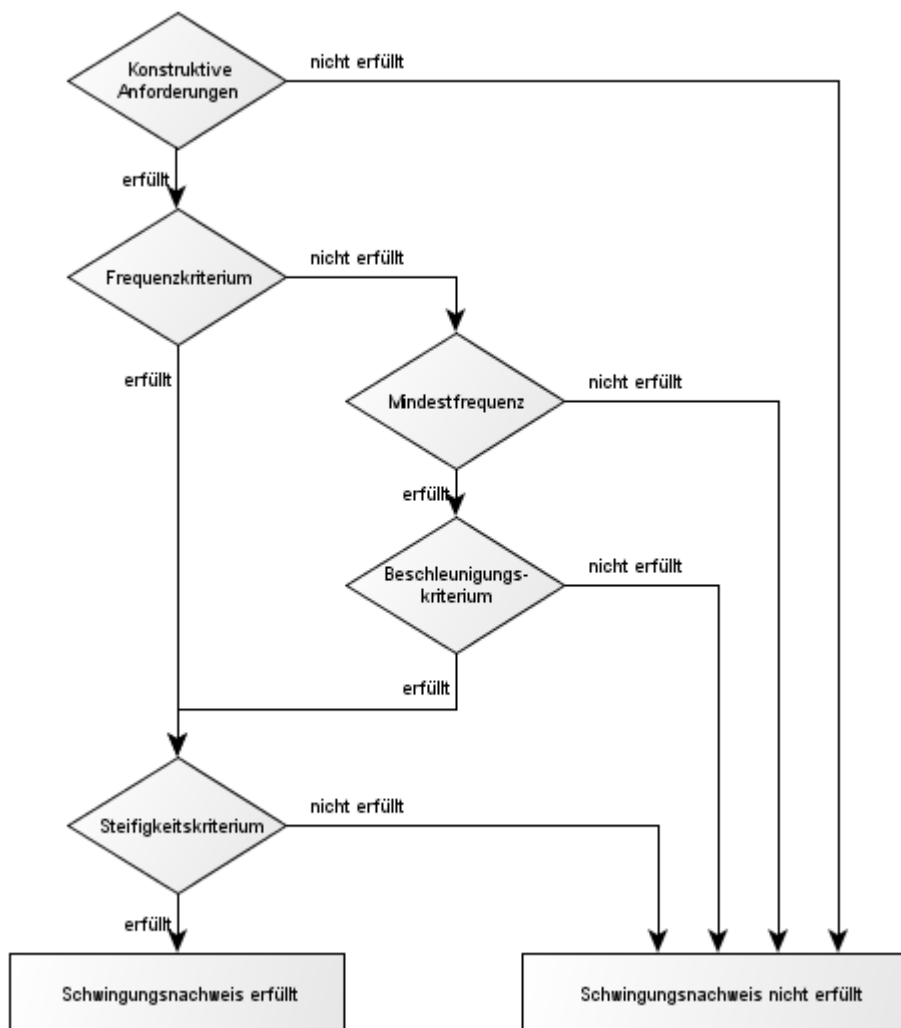 Konstruktive
Anforderungen
nicht erfüllt
erfüllt
Frequenzkriterium
nicht erfüllt
erfüllt
Mindestfrequenz
nicht erfüllt
erfüllt
Beschleunigungs-
kriterium
nicht erfüllt
erfüllt
Steifigkeitskriterium
nicht erfüllt
erfüllt
Schwingungsnachweis erfüllt
Schwingungsnachweis nicht erfüllt